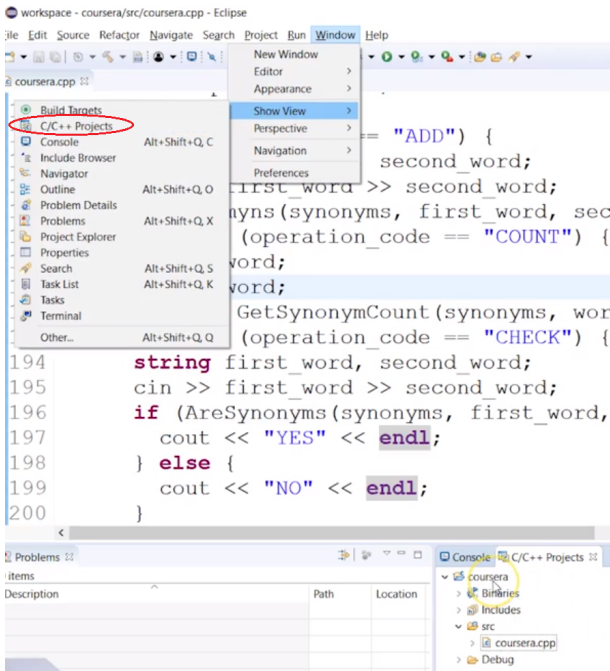 workspace - coursera/src/coursera.cpp - Eclipse
ile Edit Source Refactor Navigate Search Project Run Window Help
coursera.cpp
New Window
Editor
Appearance
Show View
Perspective
Navigation
Preferences
Build Targets
C/C++ Projects
Console Alt+Shift+Q, C
Include Browser
Navigator
Outline Alt+Shift+Q, O
Problem Details
Problems Alt+Shift+Q, X
Project Explorer
Properties
Search Alt+Shift+Q, S
Task List Alt+Shift+Q, K
Tasks
Terminal
Other... Alt+Shift+Q, Q
== "ADD") {
second_word;
first_word >> second_word;
myns(synonyms, first_word, sec
(operation_code == "COUNT") {
word;
word;
GetSynonymCount(synonyms, wor
(operation_code == "CHECK") {
194 string first_word, second_word;
195 cin >> first_word >> second_word;
196 if (AreSynonyms(synonyms, first_word,
197 cout << "YES" << endl;
198 } else {
199 cout << "NO" << endl;
200 }
Problems
items
Description Path Location
Console C/C++ Projects
coursera
Binaries
Includes
src
coursera.cpp
Debug